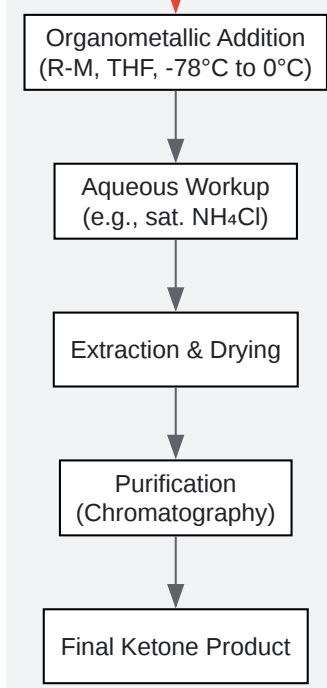 Organometallic Addition
(R-M, THF, -78°C to 0°C)
Aqueous Workup
(e.g., sat. NH₄Cl)
Extraction & Drying
Purification
(Chromatography)
Final Ketone Product